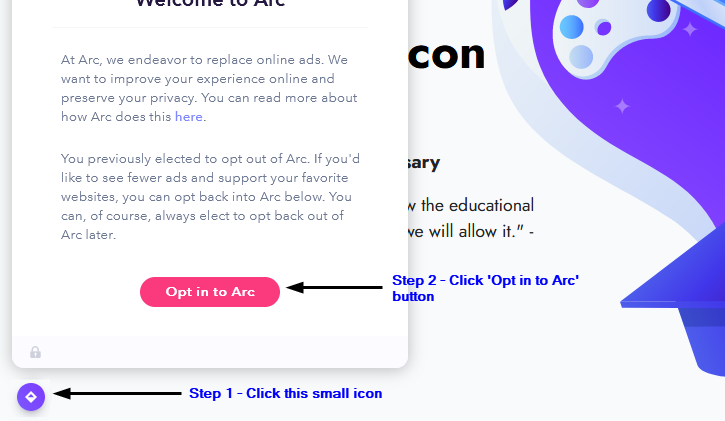 Welcome to Arc
con
At Arc, we endeavor to replace online ads. We
want to improve your experience online and
preserve your privacy. You can read more about
how Arc does this here.
You previously elected to opt out of Arc. If you'd
like to see fewer ads and support your favorite
websites, you can opt back into Arc below. You
can, of course, always elect to opt back out of
Arc later.
sary
w the educational
we will allow it." -
Opt in to Arc
Step 2 - Click 'Opt in to Arc'
button
Step 1 - Click this small icon